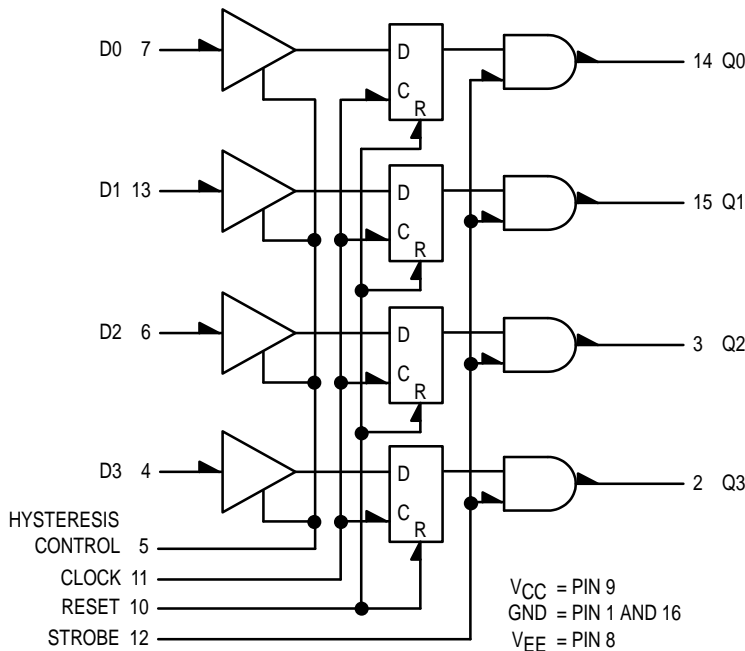 D0 7
D
C
R
14 Q0
D1 13
D
C
R
15 Q1
D2 6
D
C
R
3 Q2
D3 4
D
C
R
2 Q3
HYSTERESIS
CONTROL 5
CLOCK 11
RESET 10
STROBE 12
VCC = PIN 9
GND = PIN 1 AND 16
VEE = PIN 8